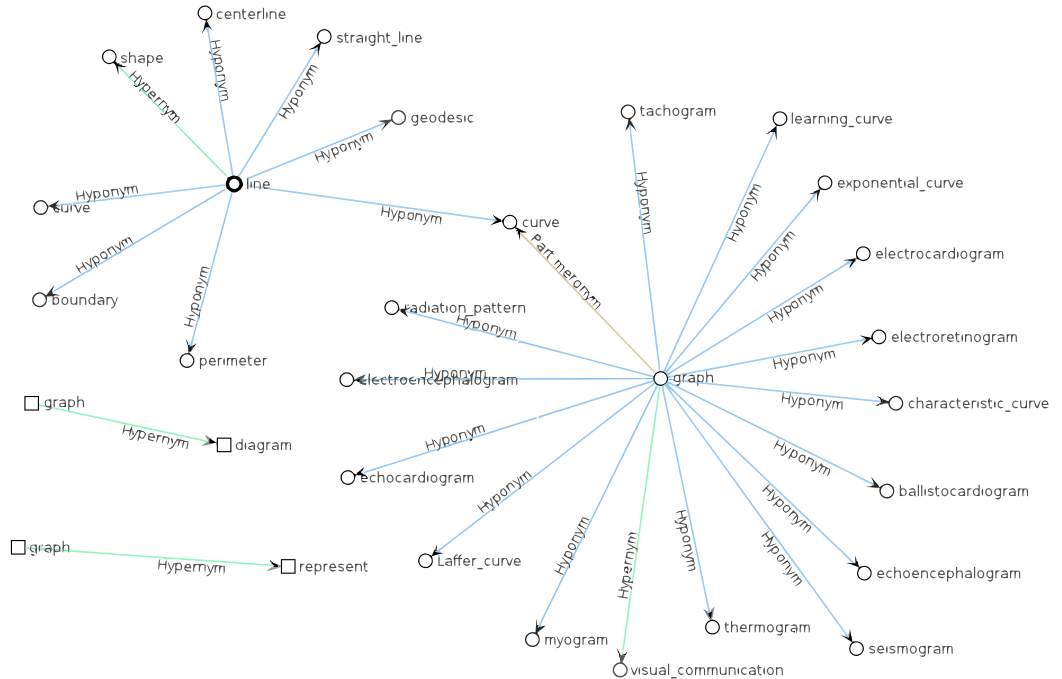 centerline
straight_line
shape
Hyponym
Hypernym
Hyponym
geodesic
Hyponym
tachogram
learning_curve
line
exponential_curve
Hyponym
curve
Hyponym
curve
Hyponym
Hyponym
Hyponym
Part meronym
Hyponym
electrocardiogram
boundary
Hyponym
radiation_pattern
Hyponym
Hyponym
electroretinogram
perimeter
Hyponym
Hyponym
electroencephalogram
graph
graph
Hyponym
characteristic_curve
Hypernym
diagram
Hyponym
Hyponym
echocardiogram
Hyponym
ballistocardiogram
Hyponym
graph
Hyponym
Hyponym
Hyponym
Laffer_curve
Hypernym
represent
Hypernym
Hyponym
echoencephalogram
thermogram
myogram
seismogram
visual_communication